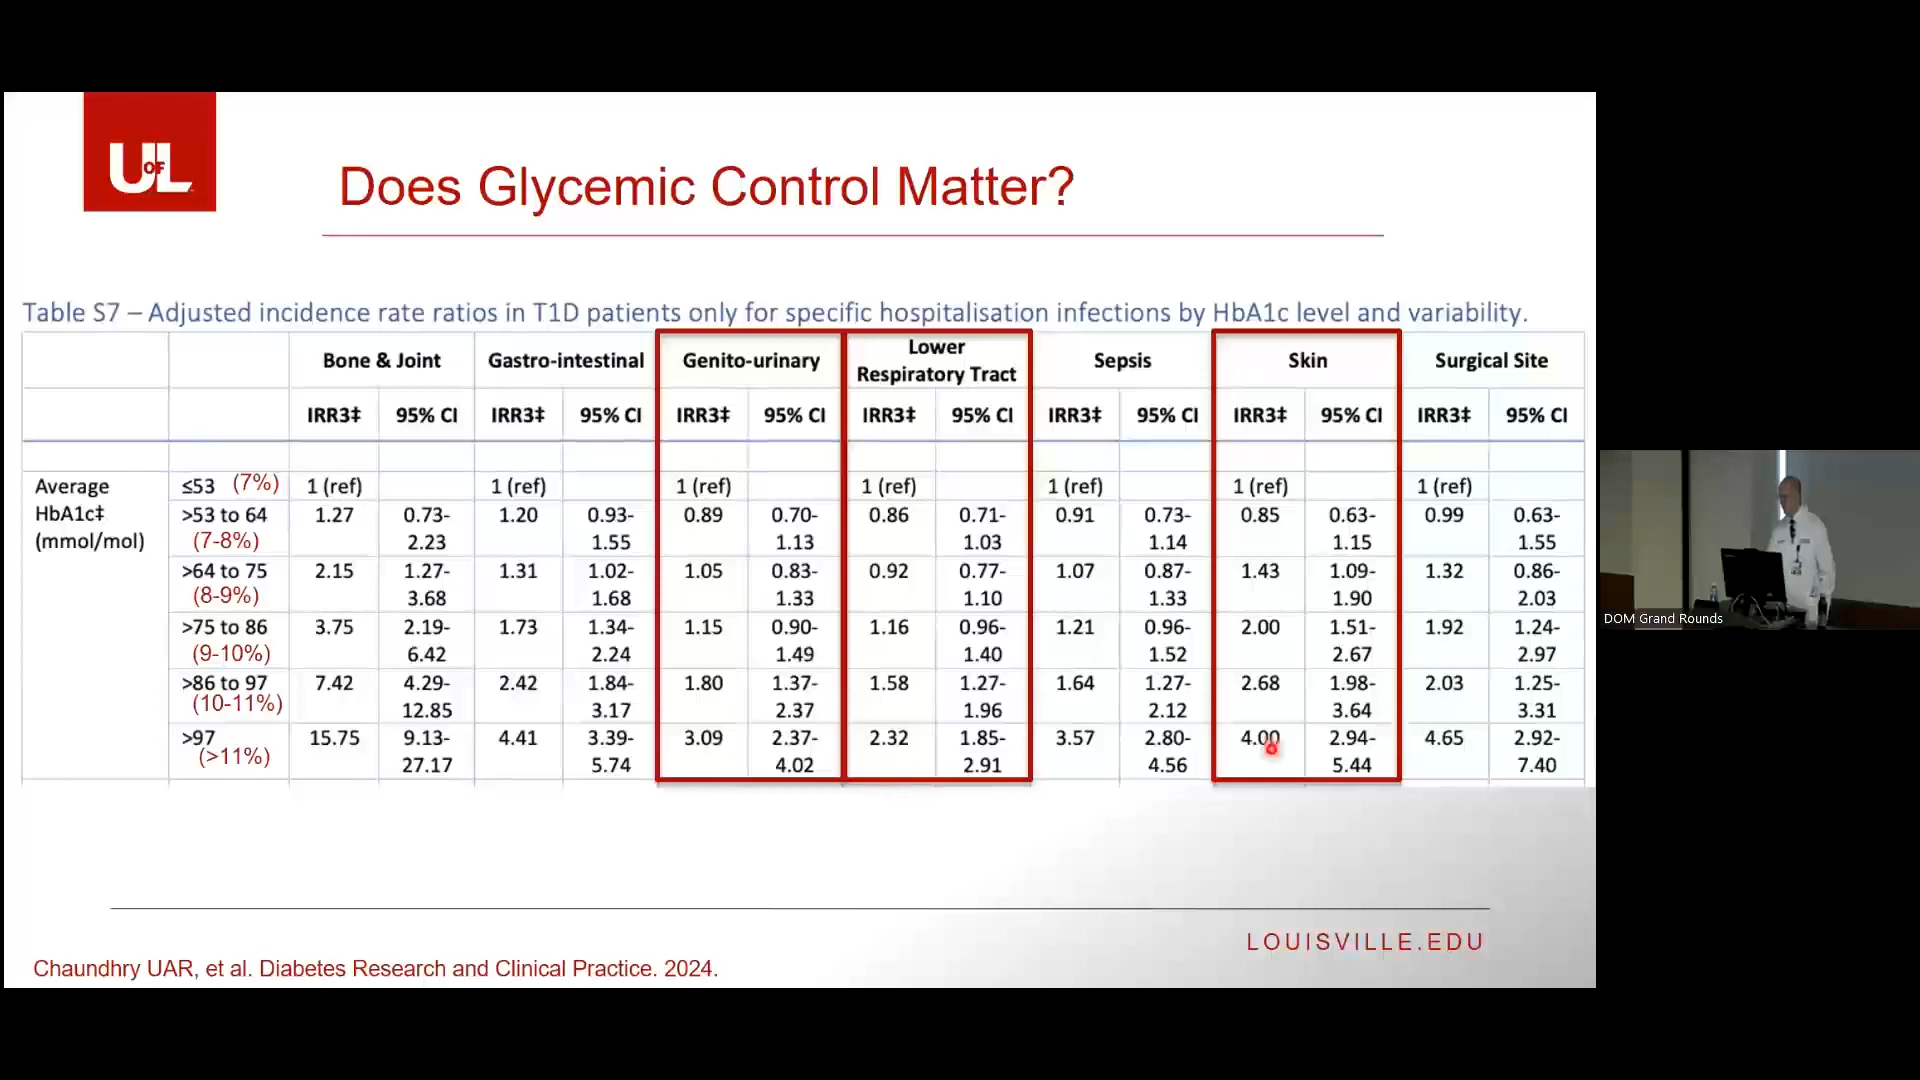 UofL
Does Glycemic Control Matter?
Table S7 – Adjusted incidence rate ratios in T1D patients only for specific hospitalisation infections by HbA1c level and variability.
Bone & Joint Gastro-intestinal Genito-urinary Lower Respiratory Tract Sepsis Skin Surgical Site
IRR3‡ 95% CI IRR3‡ 95% CI IRR3‡ 95% CI IRR3‡ 95% CI IRR3‡ 95% CI IRR3‡ 95% CI IRR3‡ 95% CI
Average HbA1c‡ (mmol/mol)
≤53 (7%) 1 (ref) 1 (ref) 1 (ref) 1 (ref) 1 (ref) 1 (ref) 1 (ref)
>53 to 64 (7-8%) 1.27 0.73-2.23 1.20 0.93-1.55 0.89 0.70-1.13 0.86 0.71-1.03 0.91 0.73-1.14 0.85 0.63-1.15 0.99 0.63-1.55
>64 to 75 (8-9%) 2.15 1.27-3.68 1.31 1.02-1.68 1.05 0.83-1.33 0.92 0.77-1.10 1.07 0.87-1.33 1.43 1.09-1.90 1.32 0.86-2.03
>75 to 86 (9-10%) 3.75 2.19-6.42 1.73 1.34-2.24 1.15 0.90-1.49 1.16 0.96-1.40 1.21 0.96-1.52 2.00 1.51-2.67 1.92 1.24-2.97
>86 to 97 (10-11%) 7.42 4.29-12.85 2.42 1.84-3.17 1.80 1.37-2.37 1.58 1.27-1.96 1.64 1.27-2.12 2.68 1.98-3.64 2.03 1.25-3.31
>97 (>11%) 15.75 9.13-27.17 4.41 3.39-5.74 3.09 2.37-4.02 2.32 1.85-2.91 3.57 2.80-4.56 4.00 2.94-5.44 4.65 2.92-7.40
LOUISVILLE.EDU
Chaundhry UAR, et al. Diabetes Research and Clinical Practice. 2024.
DOM Grand Rounds